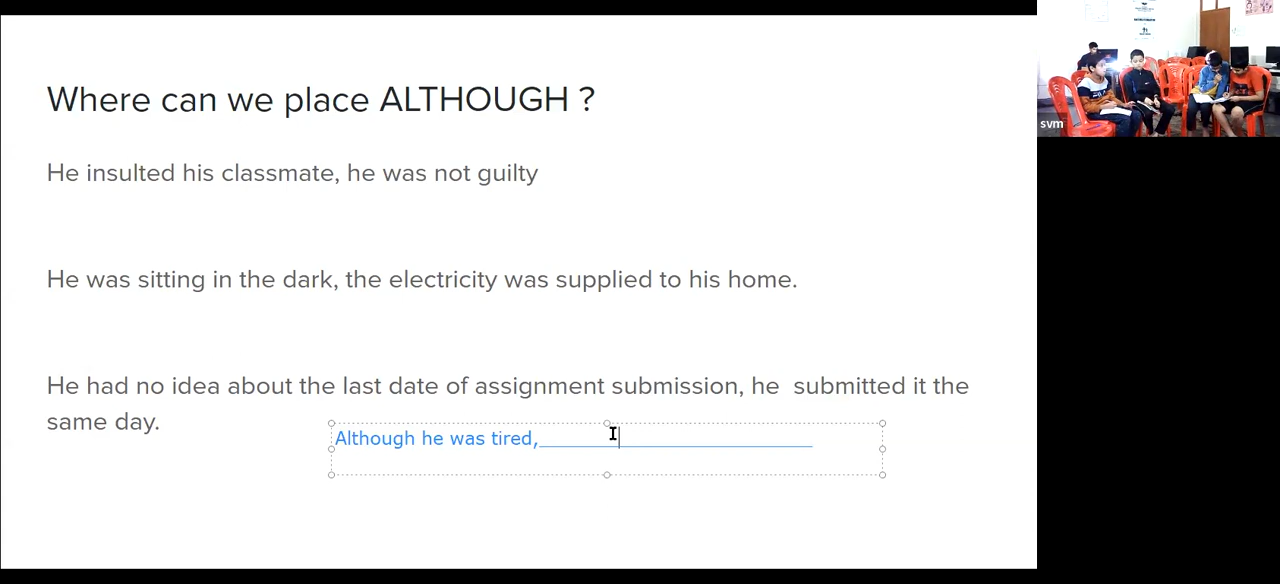 Where can we place ALTHOUGH ?
He insulted his classmate, he was not guilty
He was sitting in the dark, the electricity was supplied to his home.
He had no idea about the last date of assignment submission, he  submitted it the
same day.
Although he was tired,______________________________
svm